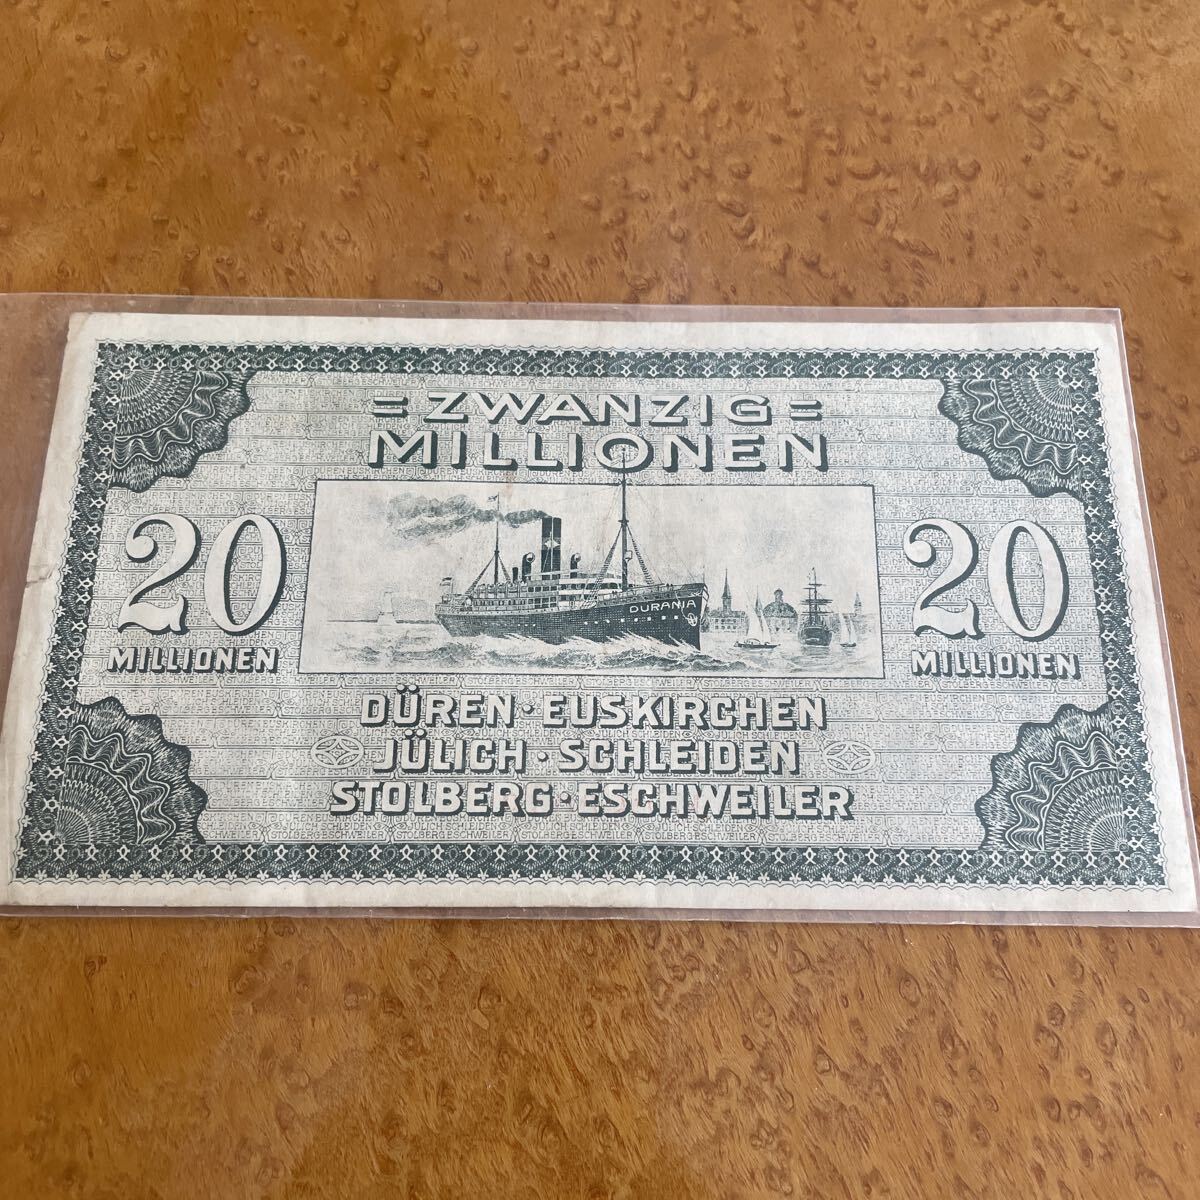 = ZWANZIG =
MILLIONEN
20
MILLIONEN
DURANIA
20
MILLIONEN
DÜREN · EUSKIRCHEN
JÜLICH · SCHLEIDEN
STOLBERG · ESCHWEILER